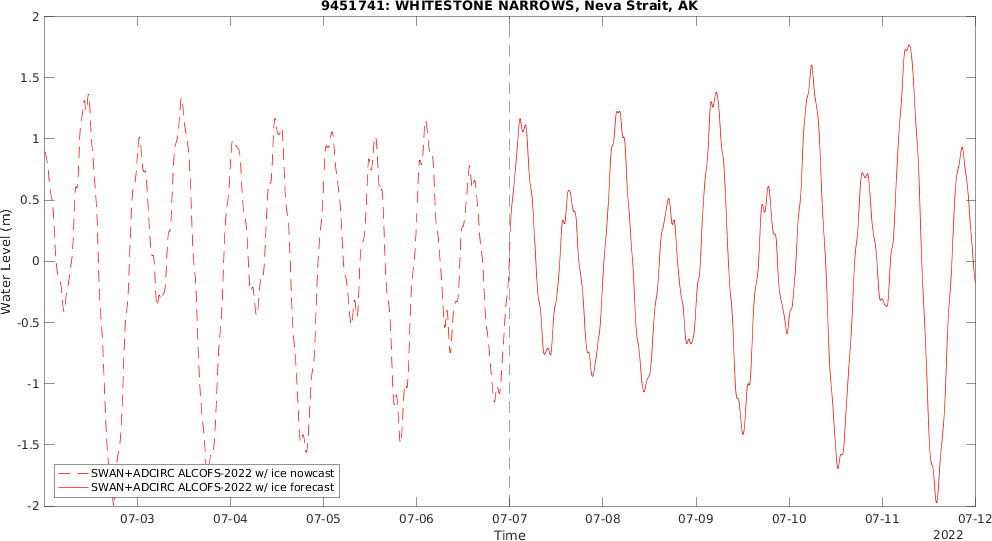 9451741: WHITESTONE NARROWS, Neva Strait, AK
2
1.5
1
0.5
0
-0.5
-1
-1.5
-2
Water Level (m)
SWAN+ADCIRC ALCOFS-2022 w/ ice nowcast
SWAN+ADCIRC ALCOFS-2022 w/ ice forecast
07-03 07-04 07-05 07-06 07-07 07-08 07-09 07-10 07-11 07-12
Time
2022